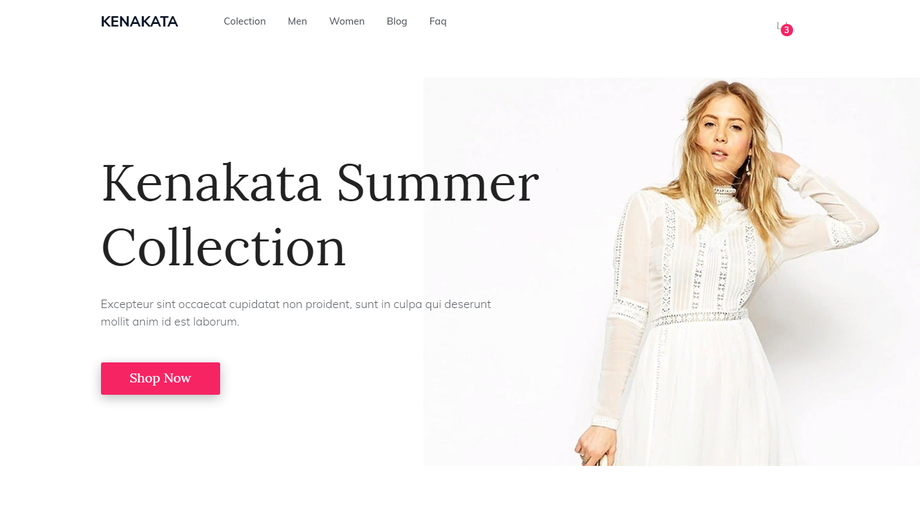 KENAKATA
Colection
Men
Women
Blog
Faq
3
Kenakata Summer
Collection
Excepteur sint occaecat cupidatat non proident, sunt in culpa qui deserunt
mollit anim id est laborum.
Shop Now